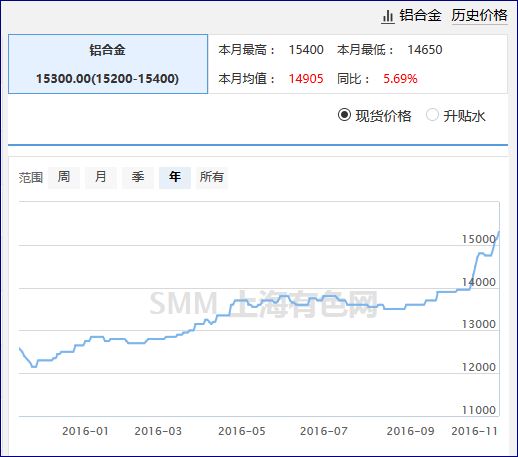 铝合金 历史价格
铝合金
15300.00(15200-15400)
本月最高： 15400 本月最低： 14650
本月均值： 14905 同比： 5.69%
现货价格 升贴水
范围 周 月 季 年 所有
15000
14000
SMM 上海有色网
13000
12000
11000
2016-01 2016-03 2016-05 2016-07 2016-09 2016-11